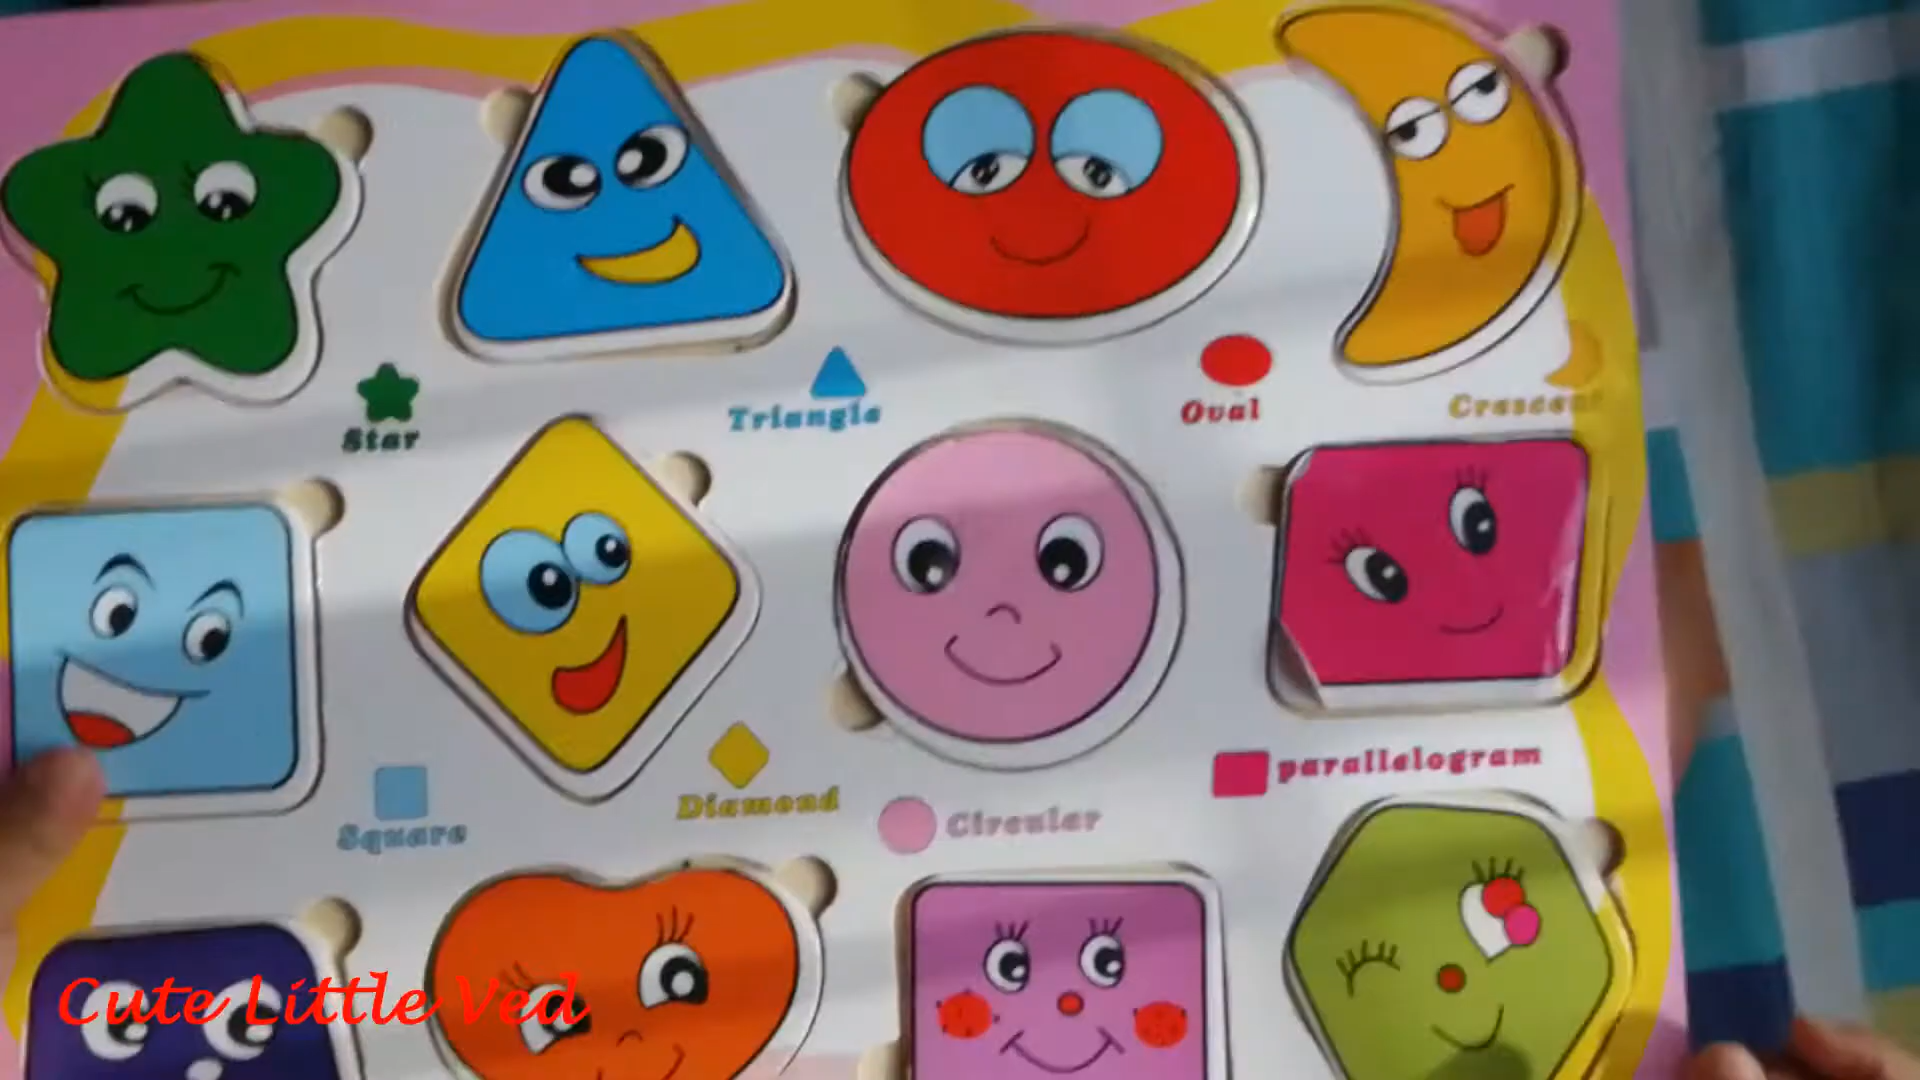 Star
Triangle
Oval
Crescent
Square
Diamond
Circular
parallelogram
Cute Little Ved